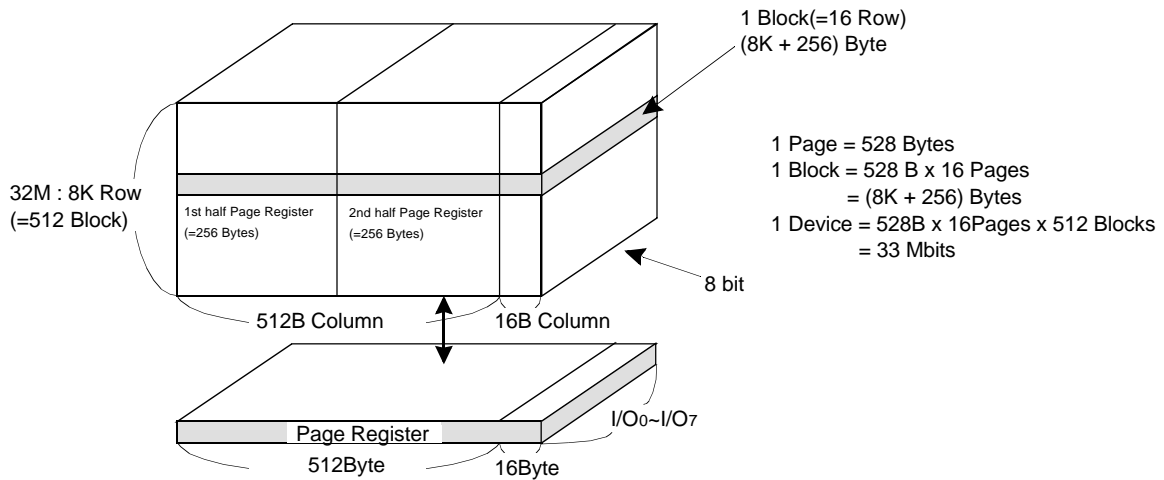 1 Block(=16 Row)
(8K + 256) Byte
1 Page = 528 Bytes
1 Block = 528 B x 16 Pages
= (8K + 256) Bytes
1 Device = 528B x 16Pages x 512 Blocks
= 33 Mbits
32M : 8K Row
(=512 Block)
1st half Page Register
(=256 Bytes)
2nd half Page Register
(=256 Bytes)
8 bit
512B Column
16B Column
I/O0~I/O7
Page Register
512Byte
16Byte